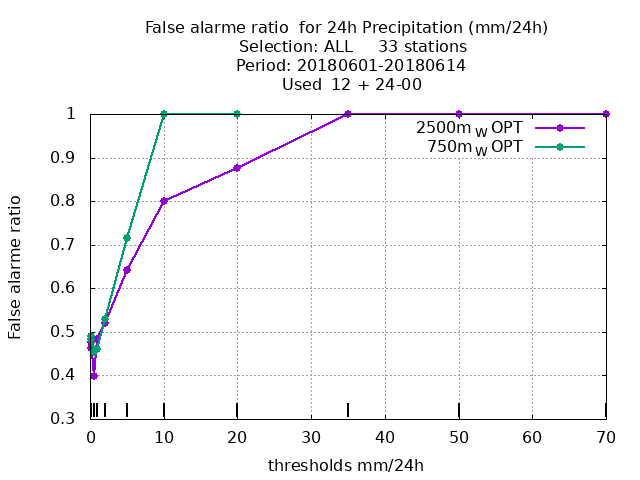 False alarme ratio  for 24h Precipitation (mm/24h)
Selection: ALL     33 stations
Period: 20180601-20180614
Used  12 + 24-00
2500m W OPT
750m W OPT
1
0.9
0.8
0.7
0.6
0.5
0.4
0.3
False alarme ratio
0 10 20 30 40 50 60 70
thresholds mm/24h